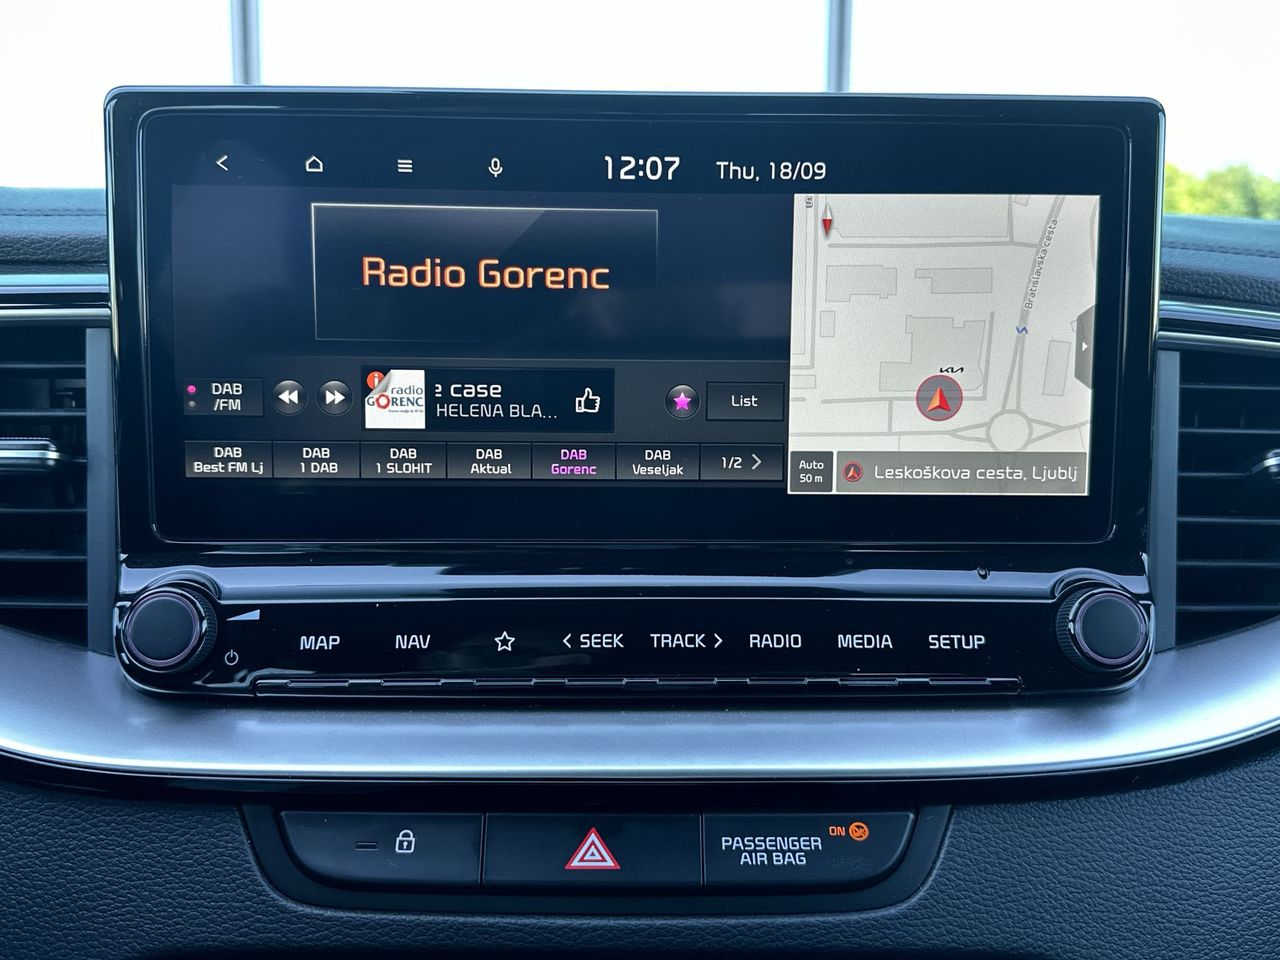 12:07 Thu, 18/09
Radio Gorenc
DAB
/FM
radio
GORENC
e case
HELENA BLA...
List
DAB
Best FM Lj
DAB
1 DAB
DAB
1 SLOHIT
DAB
Aktual
DAB
Gorenc
DAB
Veseljak
1/2
Bratislavska cesta
KIA
Auto
50 m
Leskoškova cesta, Ljublj
MAP NAV SEEK TRACK RADIO MEDIA SETUP
PASSENGER
AIR BAG
ON